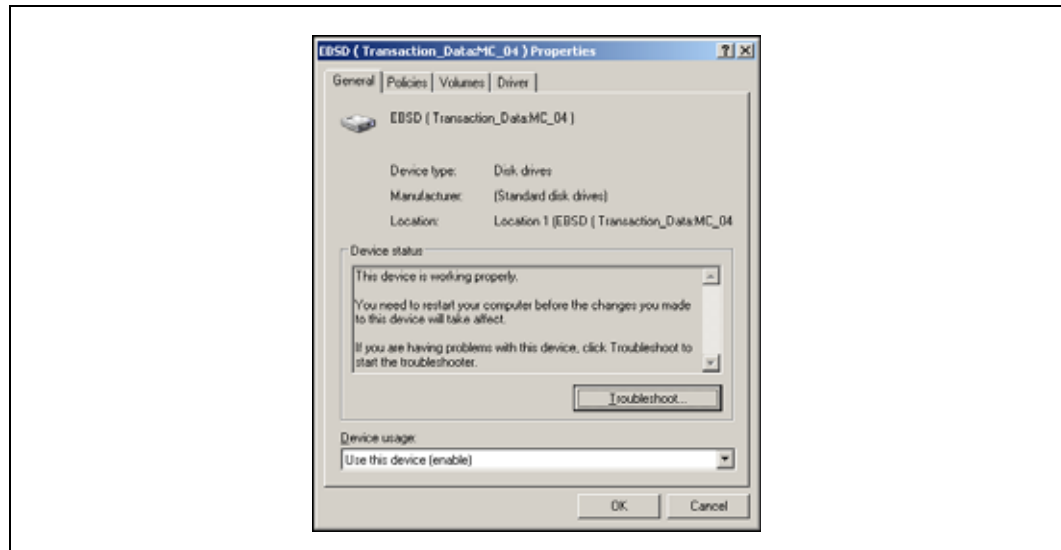 EBSD ( Transaction_Data:MC_04 ) Properties
General
Policies
Volumes
Driver
EBSD ( Transaction_Data:MC_04 )
Device type: Disk drives
Manufacturer: (Standard disk drives)
Location: Location 1 (EBSD ( Transaction_Data:MC_04
Device status
This device is working properly.
You need to restart your computer before the changes you made
to this device will take affect.
If you are having problems with this device, click Troubleshoot to
start the troubleshooter.
Troubleshoot...
Device usage:
Use this device (enable)
OK
Cancel